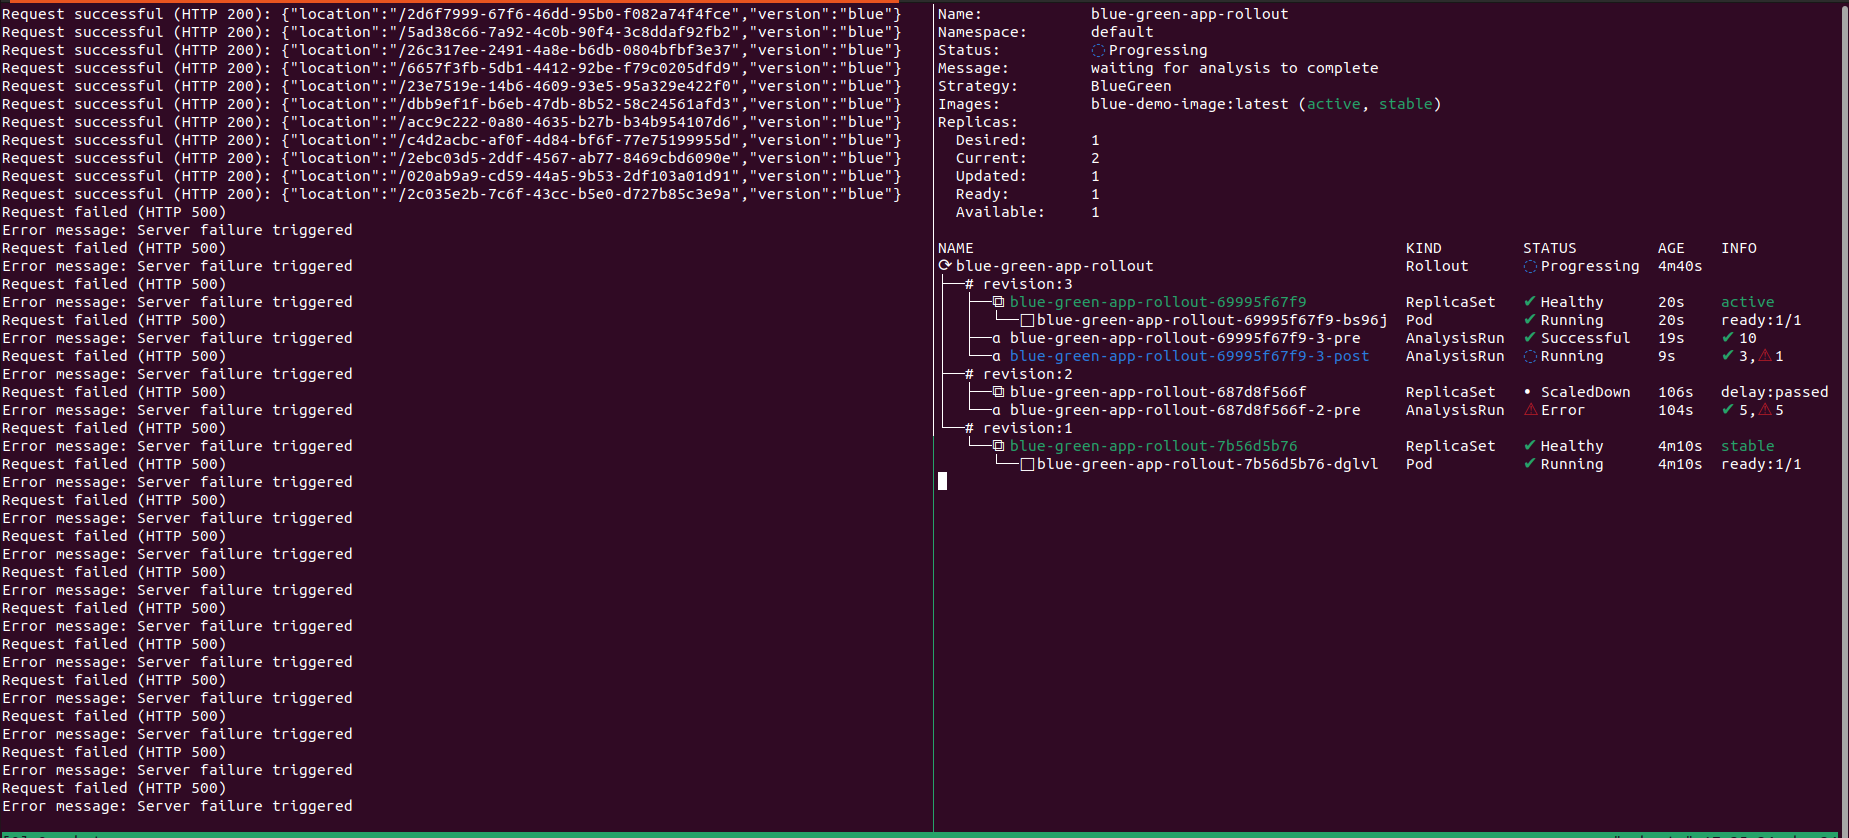 Request successful (HTTP 200): {"location":"/2d6f7999-67f6-46dd-95b0-f082a74f4fce","version":"blue"}
Request successful (HTTP 200): {"location":"/5ad38c66-7a92-4c0b-90f4-3c8ddaf92fb2","version":"blue"}
Request successful (HTTP 200): {"location":"/26c317ee-2491-4a8e-b6db-0804bfbf3e37","version":"blue"}
Request successful (HTTP 200): {"location":"/6657f3fb-5db1-4412-92be-f79c0205dfd9","version":"blue"}
Request successful (HTTP 200): {"location":"/23e7519e-14b6-4609-93e5-95a329e422f0","version":"blue"}
Request successful (HTTP 200): {"location":"/dbb9ef1f-b6eb-47db-8b52-58c24561afd3","version":"blue"}
Request successful (HTTP 200): {"location":"/acc9c222-0a80-4635-b27b-b34b954107d6","version":"blue"}
Request successful (HTTP 200): {"location":"/c4d2acbc-af0f-4d84-bf6f-77e75199955d","version":"blue"}
Request successful (HTTP 200): {"location":"/2ebc03d5-2ddf-4567-ab77-8469cbd6090e","version":"blue"}
Request successful (HTTP 200): {"location":"/020ab9a9-cd59-44a5-9b53-2df103a01d91","version":"blue"}
Request successful (HTTP 200): {"location":"/2c035e2b-7c6f-43cc-b5e0-d727b85c3e9a","version":"blue"}
Request failed (HTTP 500)
Error message: Server failure triggered
Request failed (HTTP 500)
Error message: Server failure triggered
Request failed (HTTP 500)
Error message: Server failure triggered
Request failed (HTTP 500)
Error message: Server failure triggered
Request failed (HTTP 500)
Error message: Server failure triggered
Request failed (HTTP 500)
Error message: Server failure triggered
Request failed (HTTP 500)
Error message: Server failure triggered
Request failed (HTTP 500)
Error message: Server failure triggered
Request failed (HTTP 500)
Error message: Server failure triggered
Request failed (HTTP 500)
Error message: Server failure triggered
Request failed (HTTP 500)
Error message: Server failure triggered
Request failed (HTTP 500)
Error message: Server failure triggered
Request failed (HTTP 500)
Error message: Server failure triggered
Request failed (HTTP 500)
Error message: Server failure triggered
Request failed (HTTP 500)
Error message: Server failure triggered
Request failed (HTTP 500)
Error message: Server failure triggered
Request failed (HTTP 500)
Error message: Server failure triggered
Name: blue-green-app-rollout
Namespace: default
Status: ◌ Progressing
Message: waiting for analysis to complete
Strategy: BlueGreen
Images: blue-demo-image:latest (active, stable)
Replicas:
Desired: 1
Current: 2
Updated: 1
Ready: 1
Available: 1
NAME KIND STATUS AGE INFO
⟳ blue-green-app-rollout Rollout ◌ Progressing 4m40s
├──# revision:3
│  ├──⧉ blue-green-app-rollout-69995f67f9 ReplicaSet ✔ Healthy 20s active
│  │  └──□ blue-green-app-rollout-69995f67f9-bs96j Pod ✔ Running 20s ready:1/1
│  ├──α blue-green-app-rollout-69995f67f9-3-pre AnalysisRun ✔ Successful 19s ✔ 10
│  └──α blue-green-app-rollout-69995f67f9-3-post AnalysisRun ◌ Running 9s ✔ 3,⚠ 1
├──# revision:2
│  ├──⧉ blue-green-app-rollout-687d8f566f ReplicaSet • ScaledDown 106s delay:passed
│  └──α blue-green-app-rollout-687d8f566f-2-pre AnalysisRun ⚠ Error 104s ✔ 5,⚠ 5
└──# revision:1
   └──⧉ blue-green-app-rollout-7b56d5b76 ReplicaSet ✔ Healthy 4m10s stable
      └──□ blue-green-app-rollout-7b56d5b76-dglvl Pod ✔ Running 4m10s ready:1/1